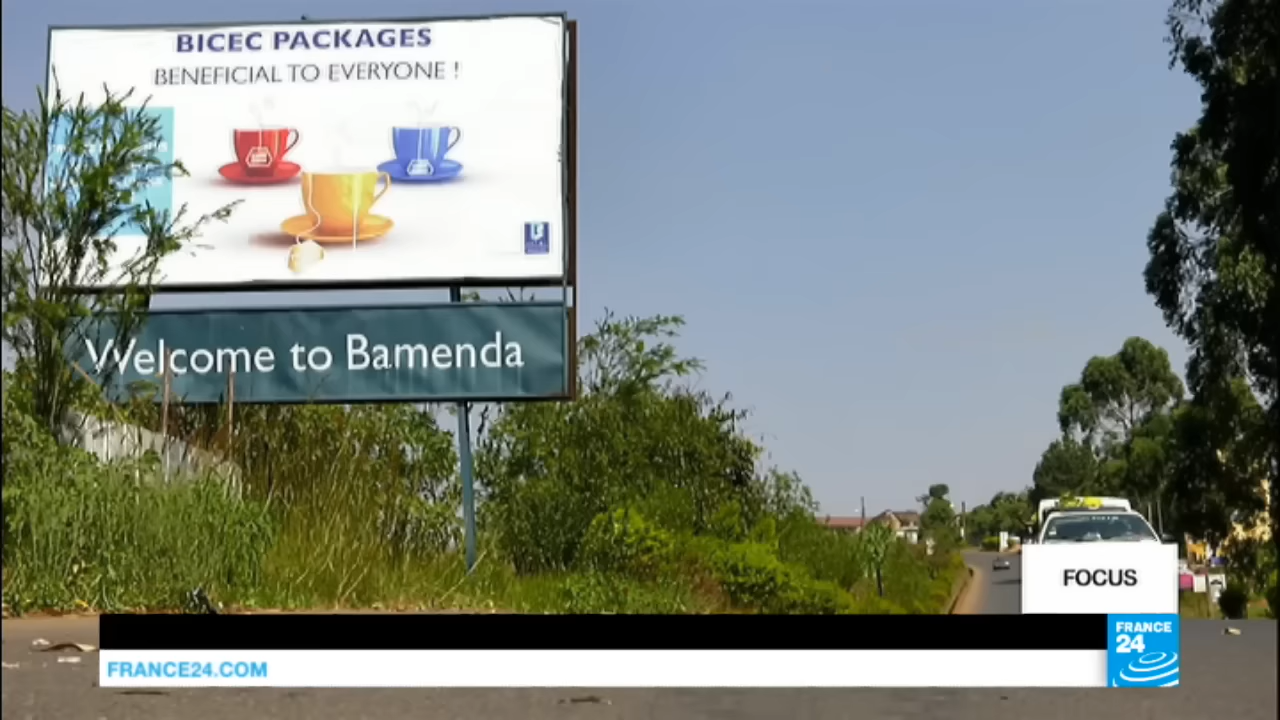 BICEC PACKAGES
BENEFICIAL TO EVERYONE !
Welcome to Bamenda
FOCUS
FRANCE
24
FRANCE24.COM